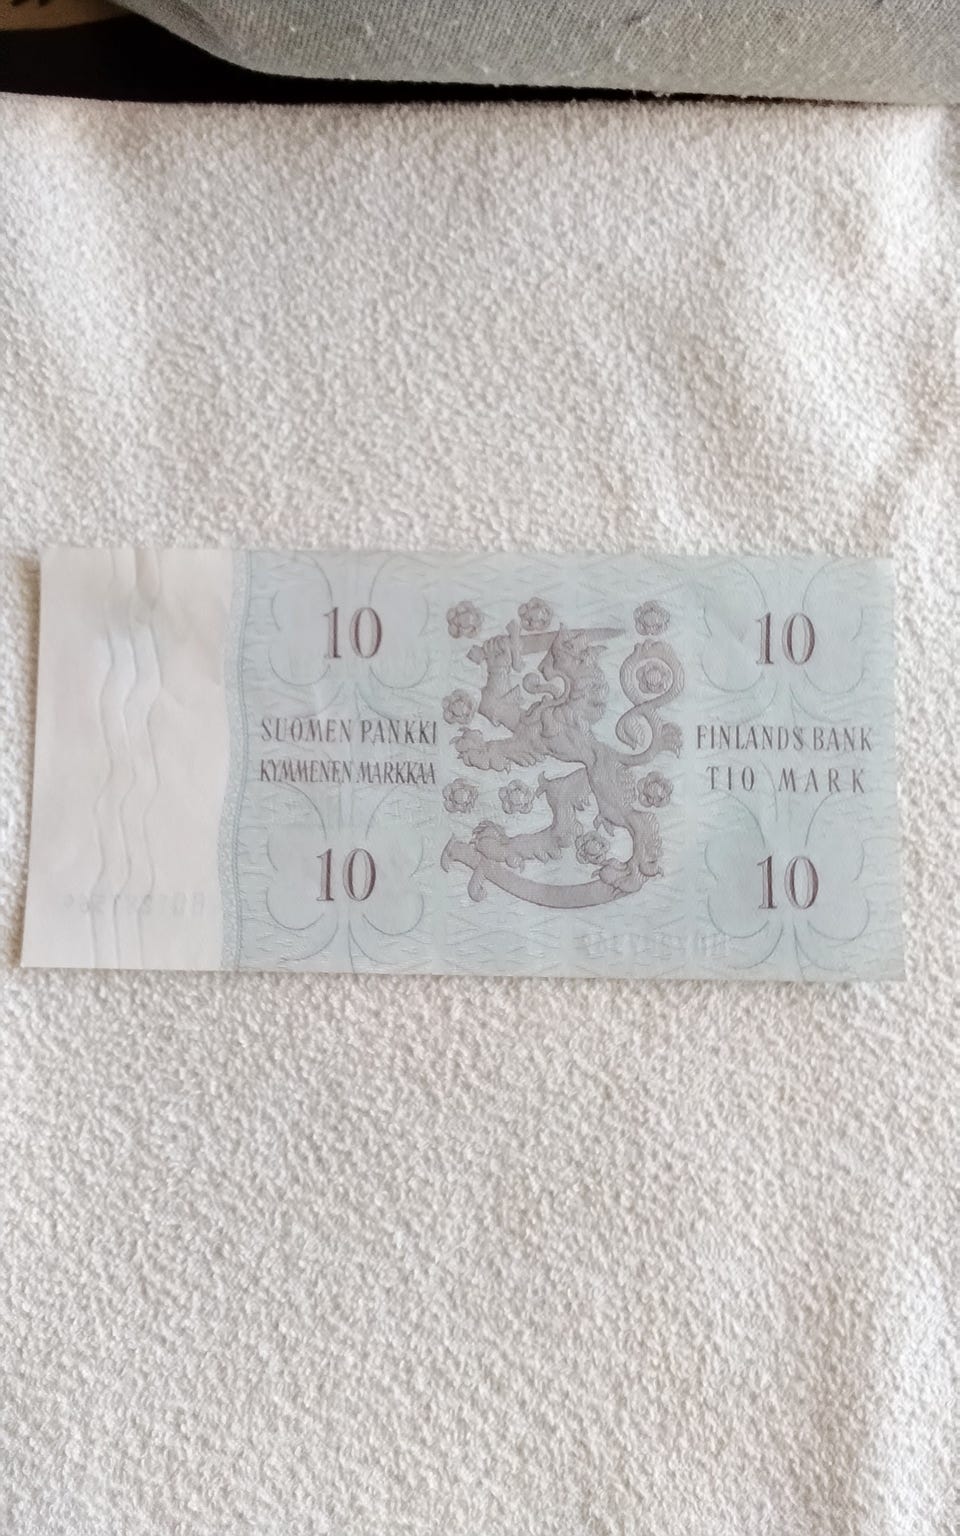 10
10
SUOMEN PANKKI
KYMMENEN MARKKAA
FINLANDS BANK
TIO MARK
10
10